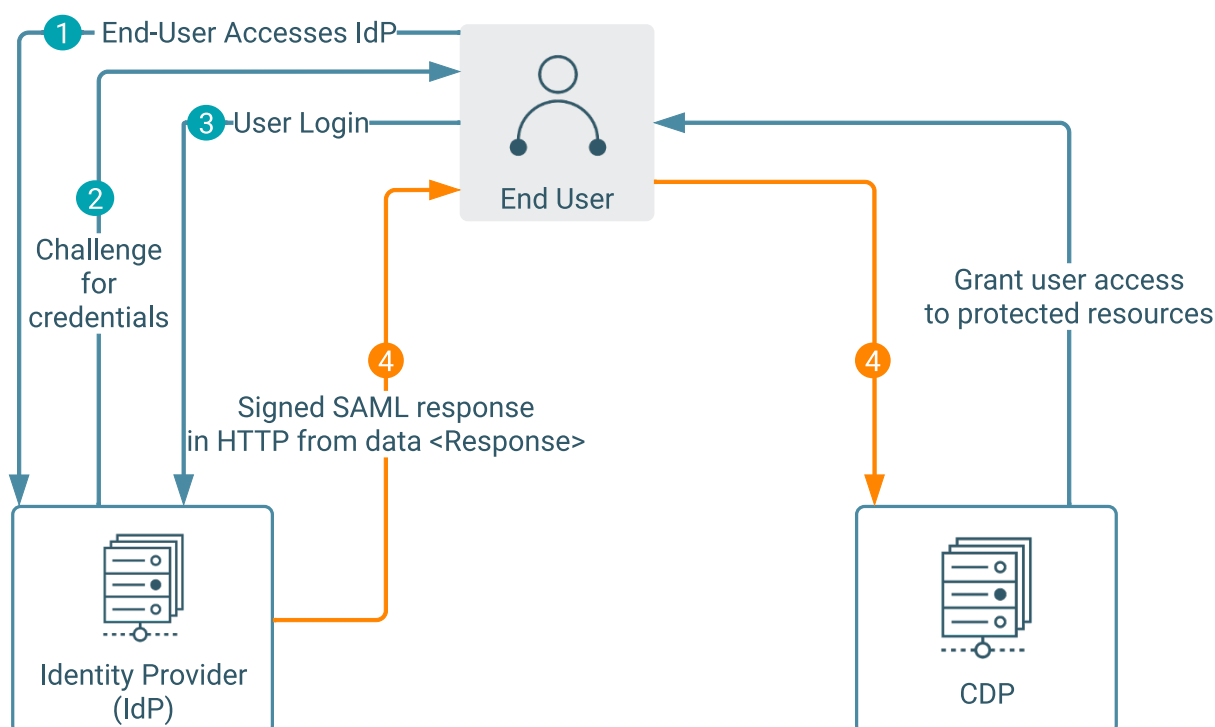 1 End-User Accesses IdP
3 User Login
2
End User
Challenge
for
credentials
Grant user access
to protected resources
4
4
Signed SAML response
in HTTP from data <Response>
Identity Provider
(IdP)
CDP